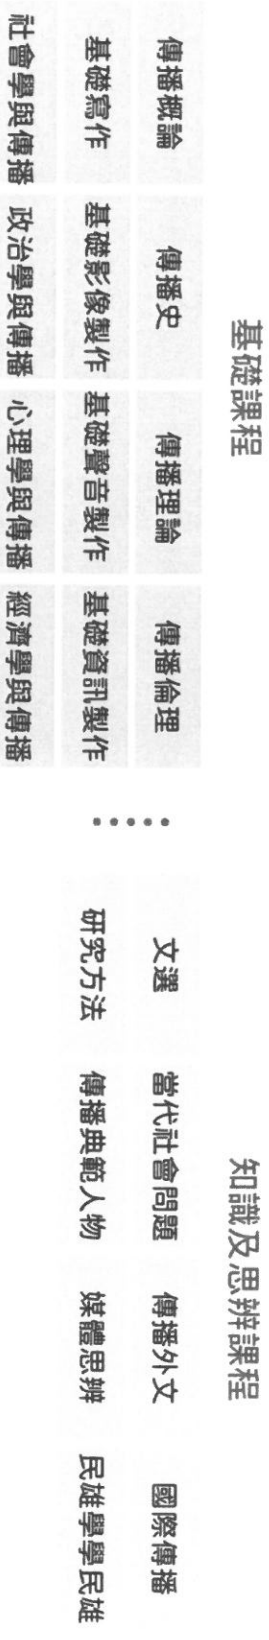 基礎課程
傳播概論 傳播史 傳播理論 傳播倫理
基礎寫作 基礎影像製作 基礎聲音製作 基礎資訊製作
社會學與傳播 政治學與傳播 心理學與傳播 經濟學與傳播
知識及思辨課程
文選 當代社會問題 傳播外文 國際傳播
研究方法 傳播典範人物 媒體思辨 民雄學學民雄